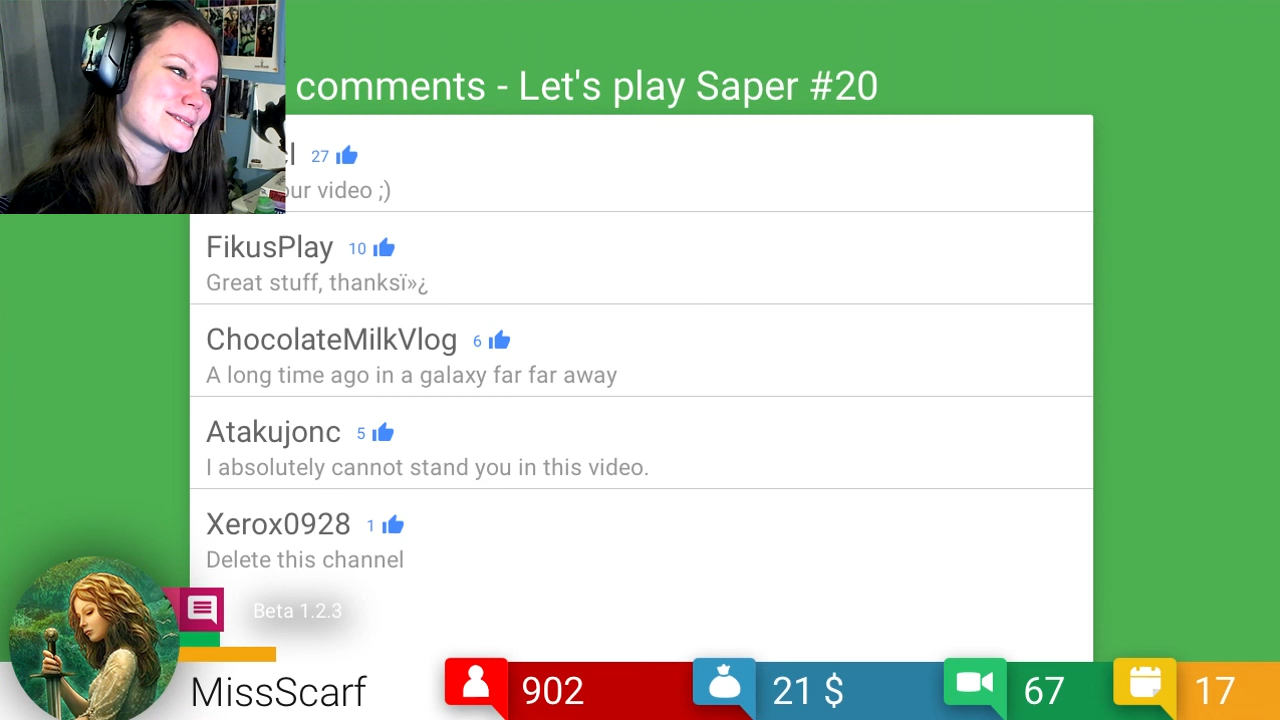 comments - Let's play Saper #20
27
our video ;)
FikusPlay 10
Great stuff, thanksï»¿
ChocolateMilkVlog 6
A long time ago in a galaxy far far away
Atakujonc 5
I absolutely cannot stand you in this video.
Xerox0928 1
Delete this channel
Beta 1.2.3
MissScarf 902 21 $ 67 17